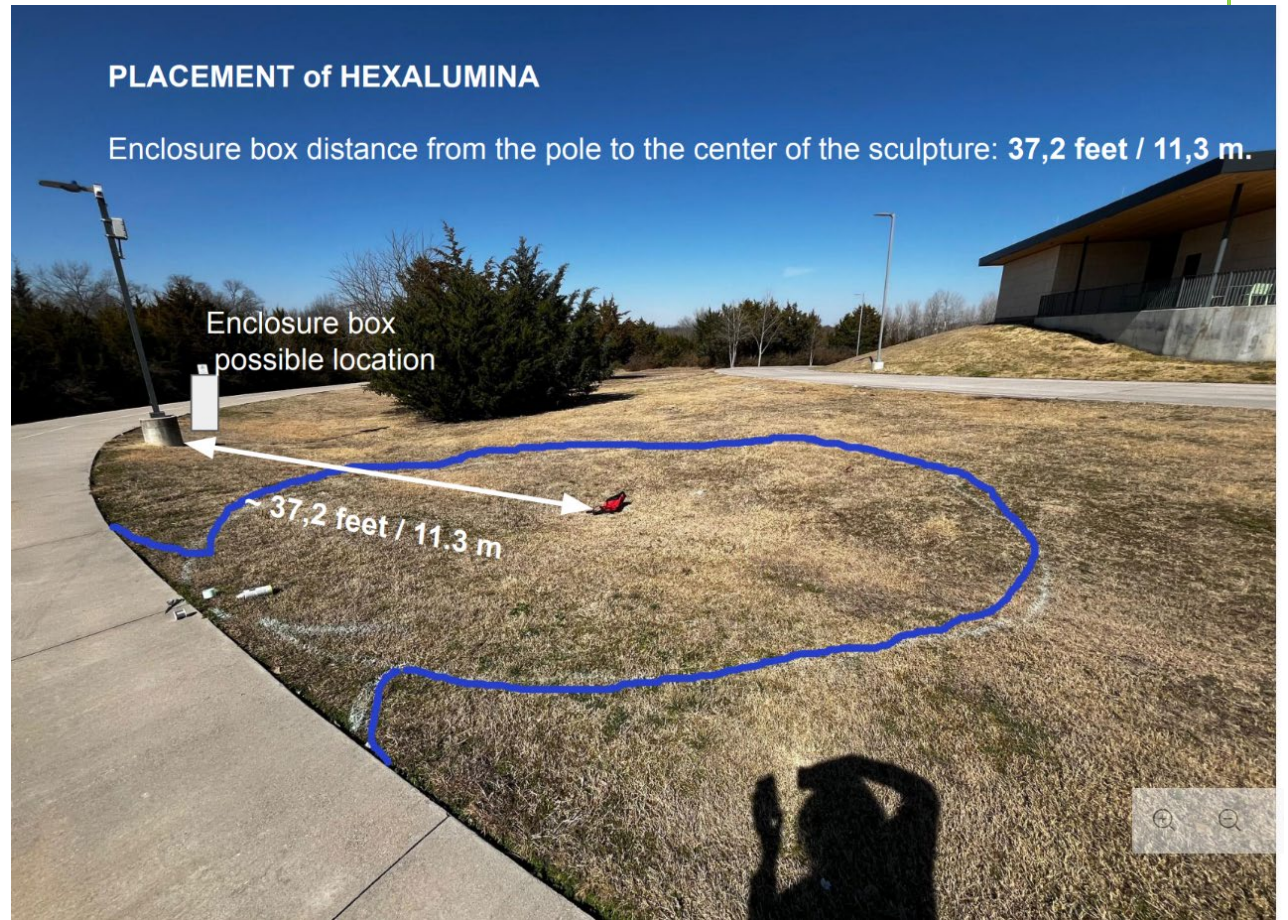 PLACEMENT of HEXALUMINA
Enclosure box distance from the pole to the center of the sculpture: 37,2 feet / 11,3 m.
Enclosure box
possible location
~ 37,2 feet / 11.3 m